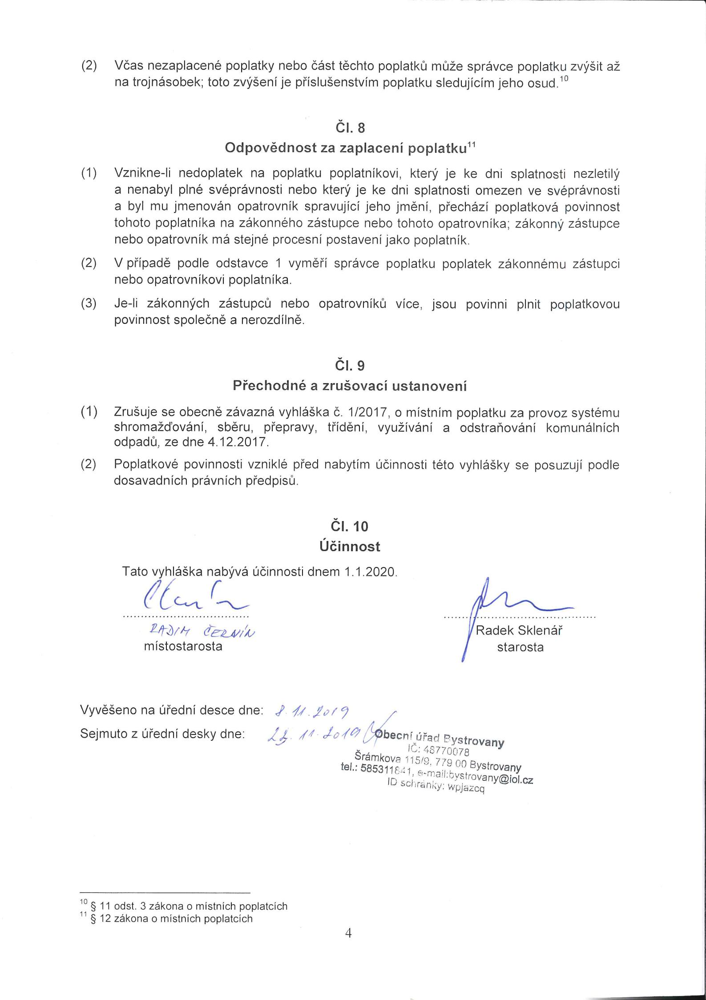 (2) Včas nezaplacené poplatky nebo část těchto poplatků může správce poplatku zvýšit až
na trojnásobek; toto zvýšení je příslušenstvím poplatku sledujícím jeho osud.10
Čl. 8
Odpovědnost za zaplacení poplatku11
(1) Vznikne-li nedoplatek na poplatku poplatníkovi, který je ke dni splatnosti nezletilý
a nenabyl plné svéprávnosti nebo který je ke dni splatnosti omezen ve svéprávnosti
a byl mu jmenován opatrovník spravující jeho jmění, přechází poplatková povinnost
tohoto poplatníka na zákonného zástupce nebo tohoto opatrovníka; zákonný zástupce
nebo opatrovník má stejné procesní postavení jako poplatník.
(2) V případě podle odstavce 1 vyměří správce poplatku poplatek zákonnému zástupci
nebo opatrovníkovi poplatníka.
(3) Je-li zákonných zástupců nebo opatrovníků více, jsou povinni plnit poplatkovou
povinnost společně a nerozdílně.
Čl. 9
Přechodné a zrušovací ustanovení
(1) Zrušuje se obecně závazná vyhláška č. 1/2017, o místním poplatku za provoz systému
shromažďování, sběru, přepravy, třídění, využívání a odstraňování komunálních
odpadů, ze dne 4.12.2017.
(2) Poplatkové povinnosti vzniklé před nabytím účinnosti této vyhlášky se posuzují podle
dosavadních právních předpisů.
Čl. 10
Účinnost
Tato vyhláška nabývá účinnosti dnem 1.1.2020.
RADIM ČERNÍN
místostarosta
Radek Sklenář
starosta
Vyvěšeno na úřední desce dne: 8.11.2019
Sejmuto z úřední desky dne: 11.2019
Obecní úřad Bystrovany
IČ: 48770078
Šrámkova 115/9, 779 00 Bystrovany
tel.: 585311841, e-mail:bystrovany@iol.cz
ID schránky: wpjazcq
10 § 11 odst. 3 zákona o místních poplatcích
11 § 12 zákona o místních poplatcích
4